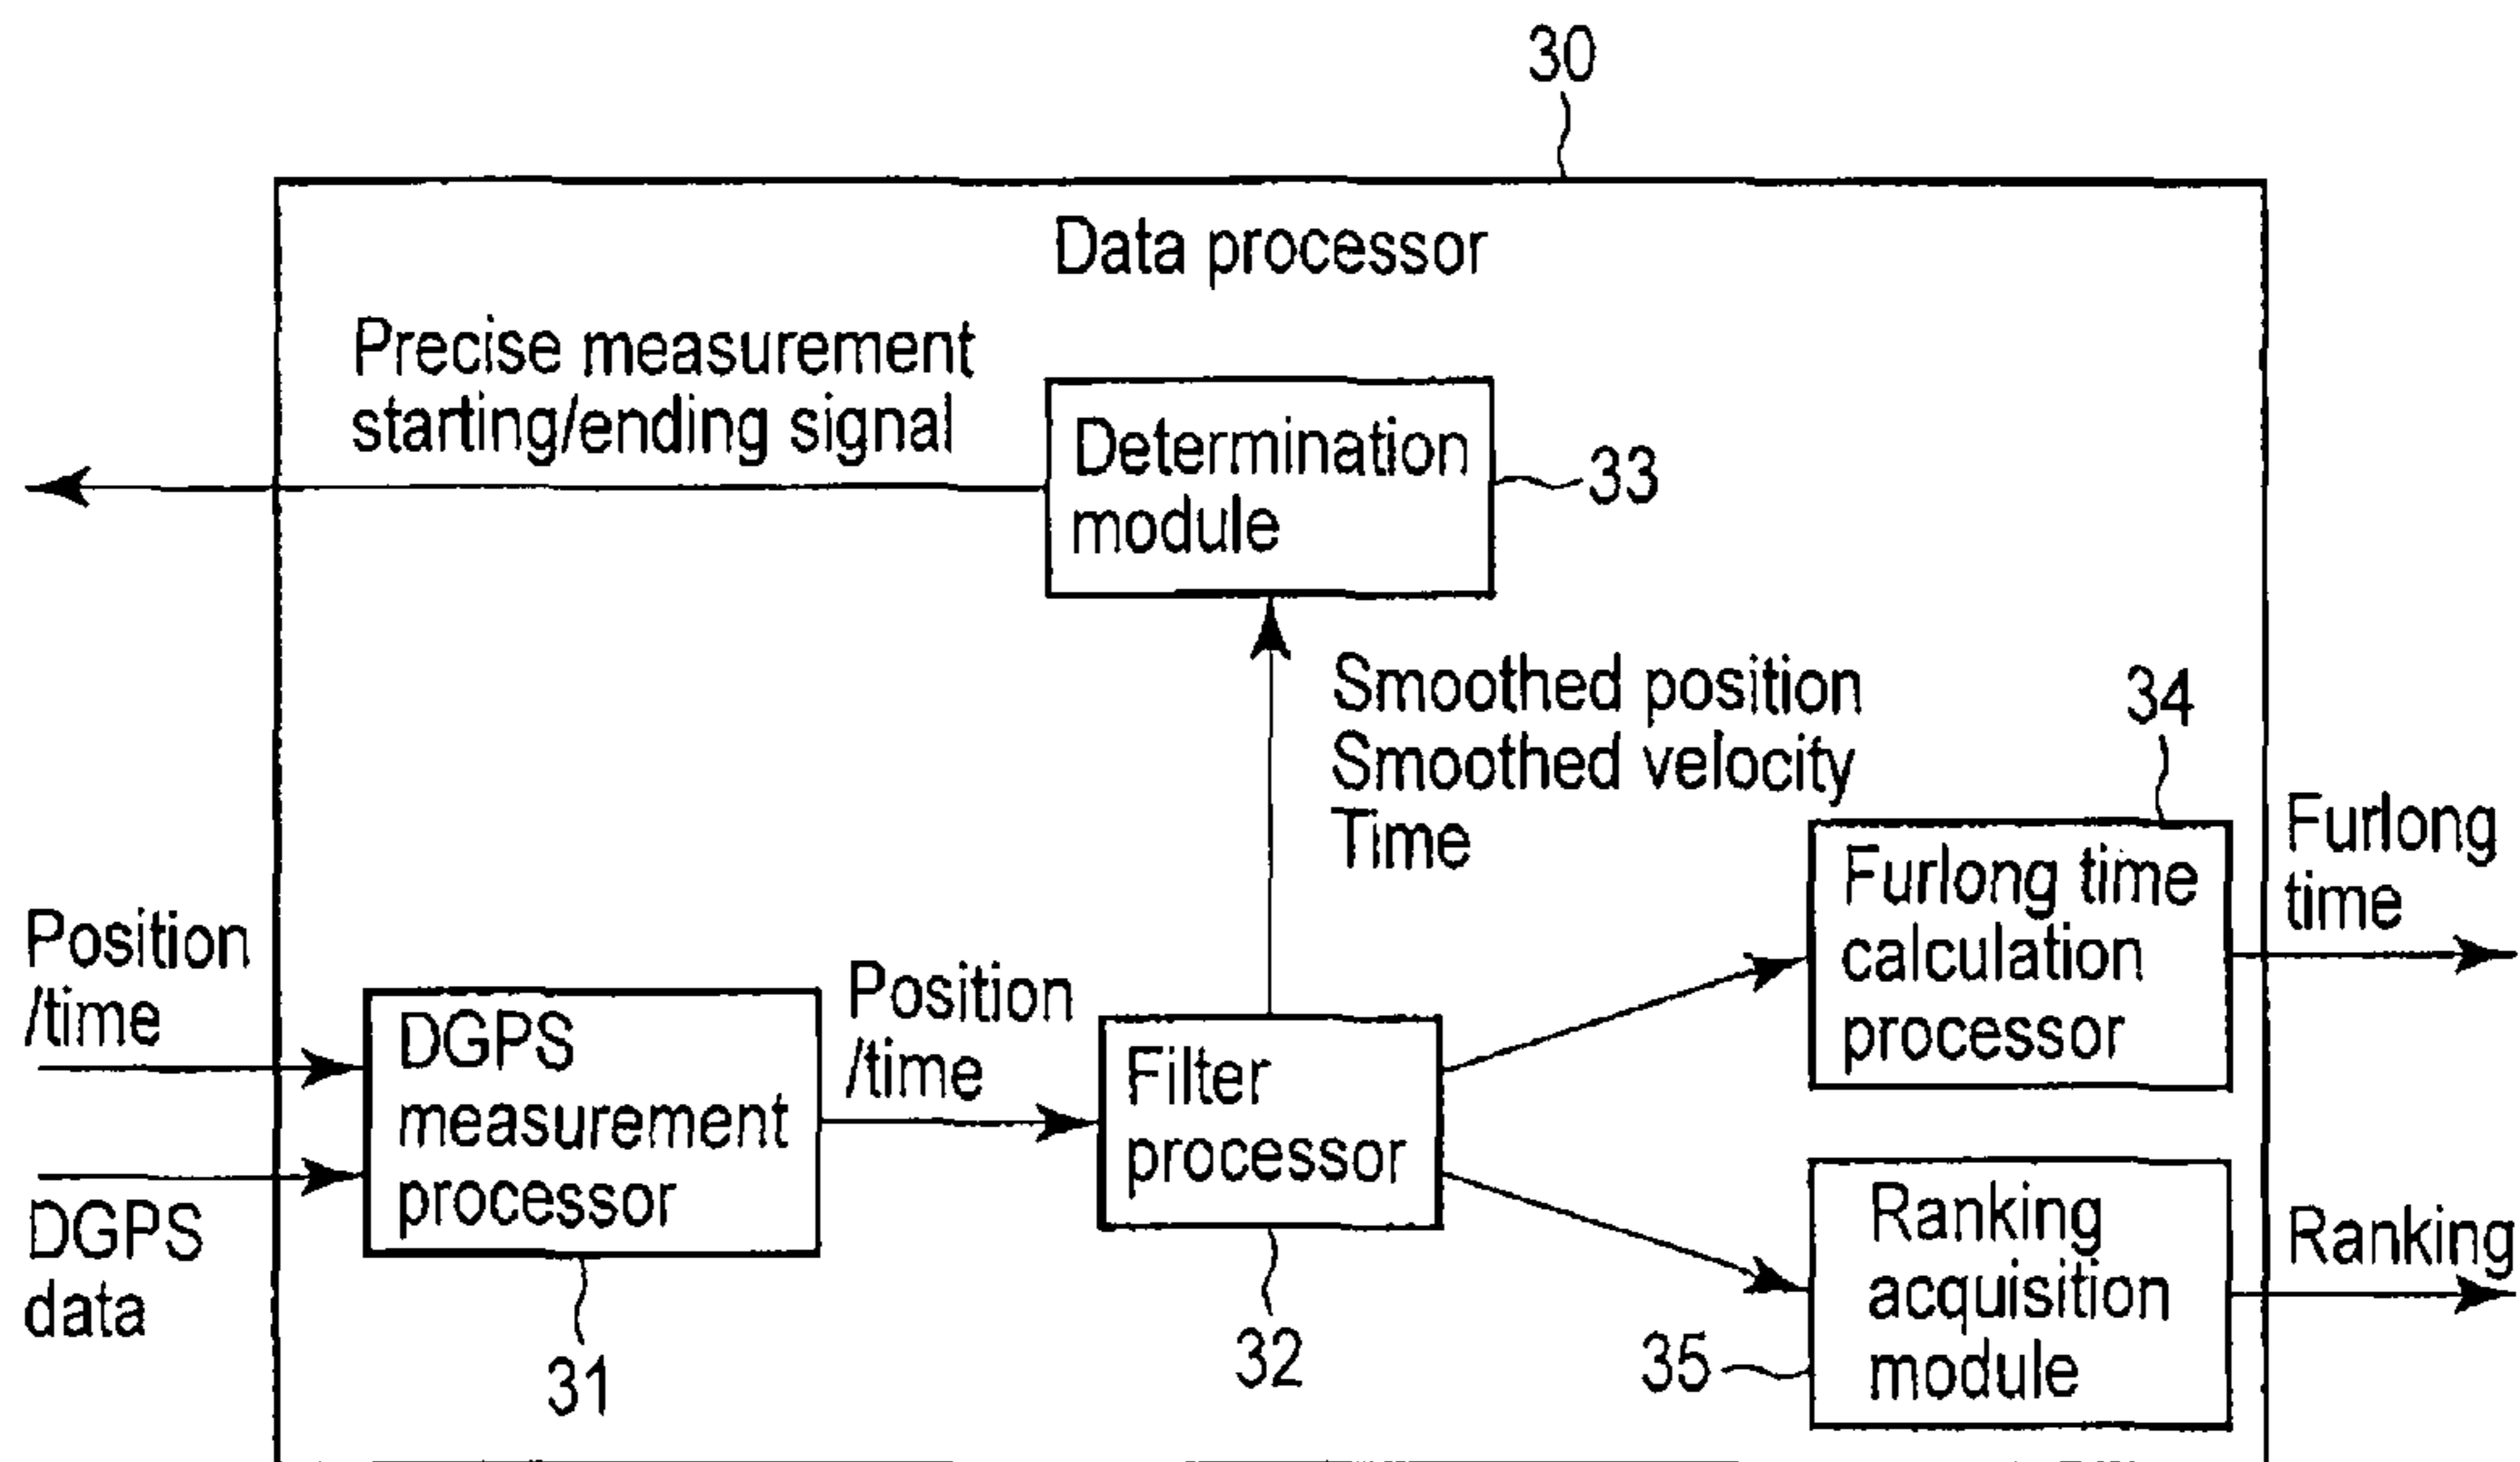 30
Data processor
Precise measurement
starting/ending signal
Determination
module
33
Smoothed position
Smoothed velocity
Time
34
Furlong
time
Furlong time
calculation
processor
Position
/time
DGPS
measurement
processor
Position
/time
Filter
processor
DGPS
data
31
32
Ranking
acquisition
module
35
Ranking